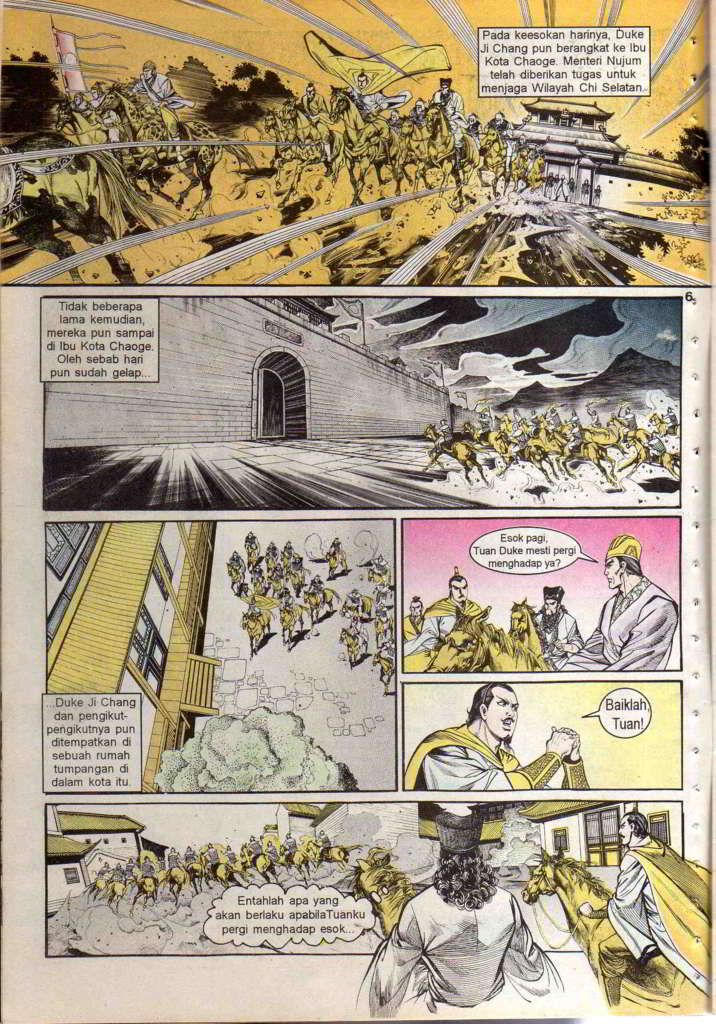 Pada keesokan harinya, Duke
Ji Chang pun berangkat ke Ibu
Kota Chaoge. Menteri Nujum
telah diberikan tugas untuk
menjaga Wilayah Chi Selatan..
6
Tidak beberapa
lama kemudian,
mereka pun sampai
di Ibu Kota Chaoge.
Oleh sebab hari
pun sudah gelap...
...Duke Ji Chang
dan pengikut-
pengikutnya pun
ditempatkan di
sebuah rumah
tumpangan di
dalam kota itu.
Esok pagi,
Tuan Duke mesti pergi
menghadap ya?
Baiklah,
Tuan!
Entahlah apa yang
akan berlaku apabilaTuanku
pergi menghadap esok...